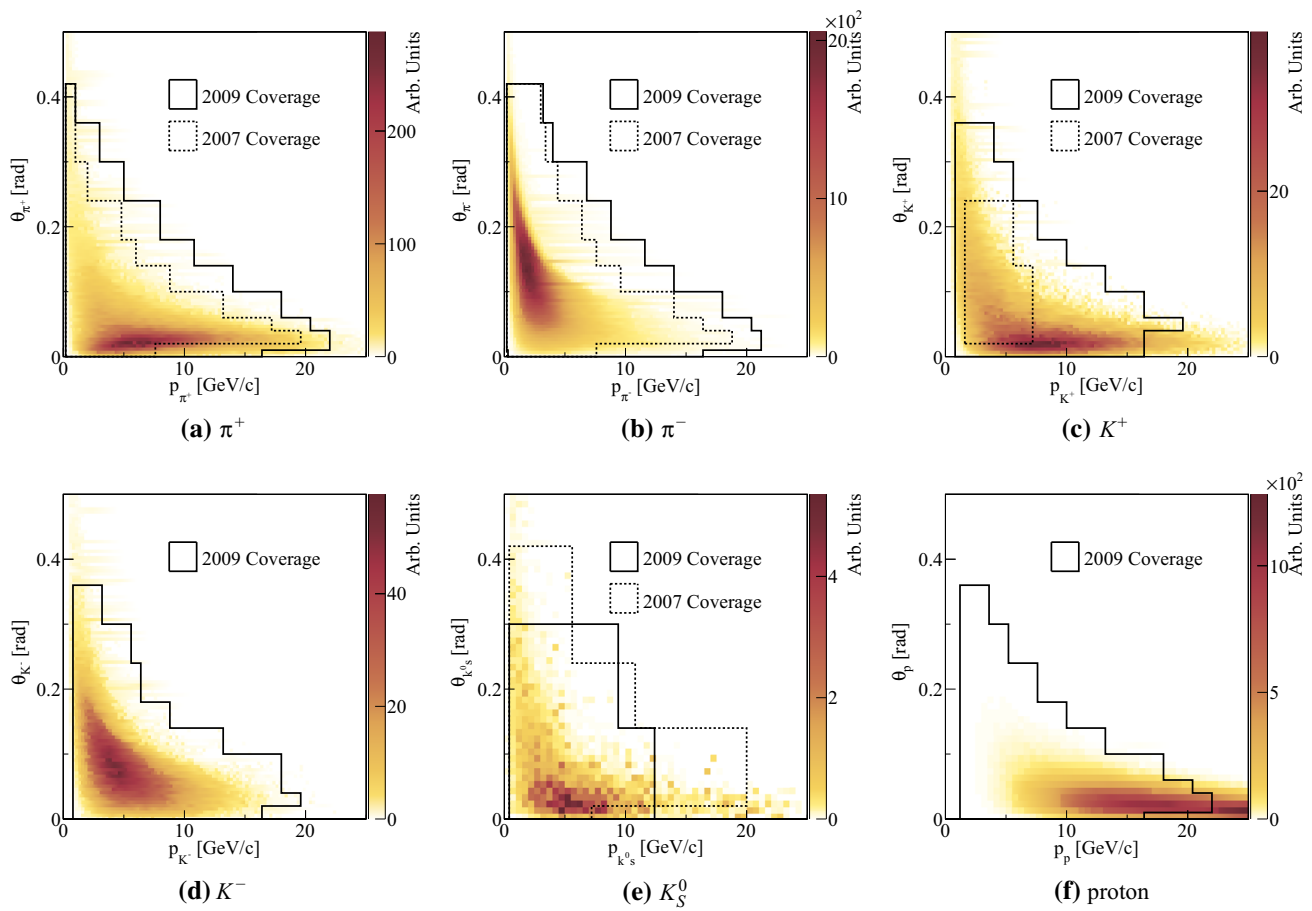 ×10²
Arb. Units
2009 Coverage
2007 Coverage
θπ+ [rad]
0.4
0.2
0
0 10 20
pπ+ [GeV/c]
200
100
0
(a) π⁺
Arb. Units
2009 Coverage
2007 Coverage
θπ- [rad]
0.4
0.2
0
0 10 20
pπ- [GeV/c]
20
10
0
(b) π⁻
Arb. Units
2009 Coverage
2007 Coverage
θK+ [rad]
0.4
0.2
0
0 10 20
pK+ [GeV/c]
20
0
(c) K⁺
Arb. Units
2009 Coverage
θK- [rad]
0.4
0.2
0
0 10 20
pK- [GeV/c]
40
20
0
(d) K⁻
Arb. Units
2009 Coverage
2007 Coverage
θk⁰s [rad]
0.4
0.2
0
0 10 20
pk⁰s [GeV/c]
4
2
0
(e) K⁰S
×10²
Arb. Units
2009 Coverage
θp [rad]
0.4
0.2
0
0 10 20
pp [GeV/c]
10
5
0
(f) proton